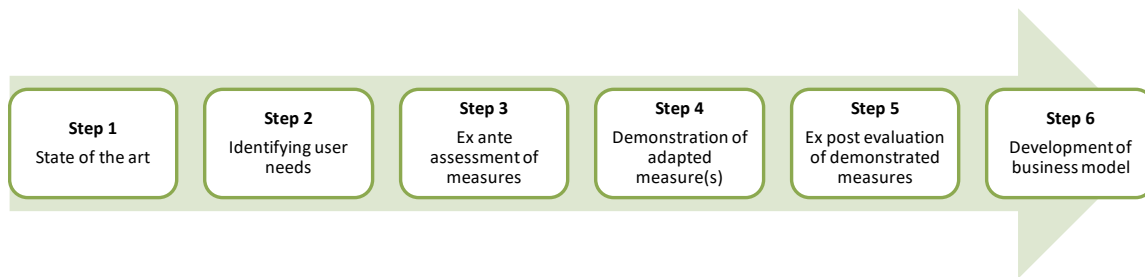 Step 1
State of the art
Step 2
Identifying user
needs
Step 3
Ex ante
assessment of
measures
Step 4
Demonstration of
adapted
measure(s)
Step 5
Ex post evaluation
of demonstrated
measures
Step 6
Development of
business model